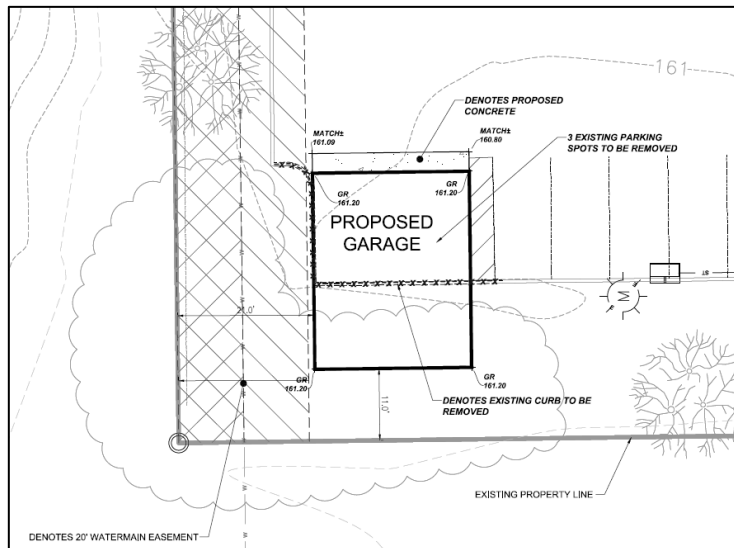 161
DENOTES PROPOSED
CONCRETE
MATCH±
161.09
MATCH±
160.80
3 EXISTING PARKING
SPOTS TO BE REMOVED
GR
161.20
GR
161.20
PROPOSED
GARAGE
ST
M
21.0'
GR
161.20
GR
161.20
11.0'
DENOTES EXISTING CURB TO BE
REMOVED
EXISTING PROPERTY LINE
DENOTES 20' WATERMAIN EASEMENT